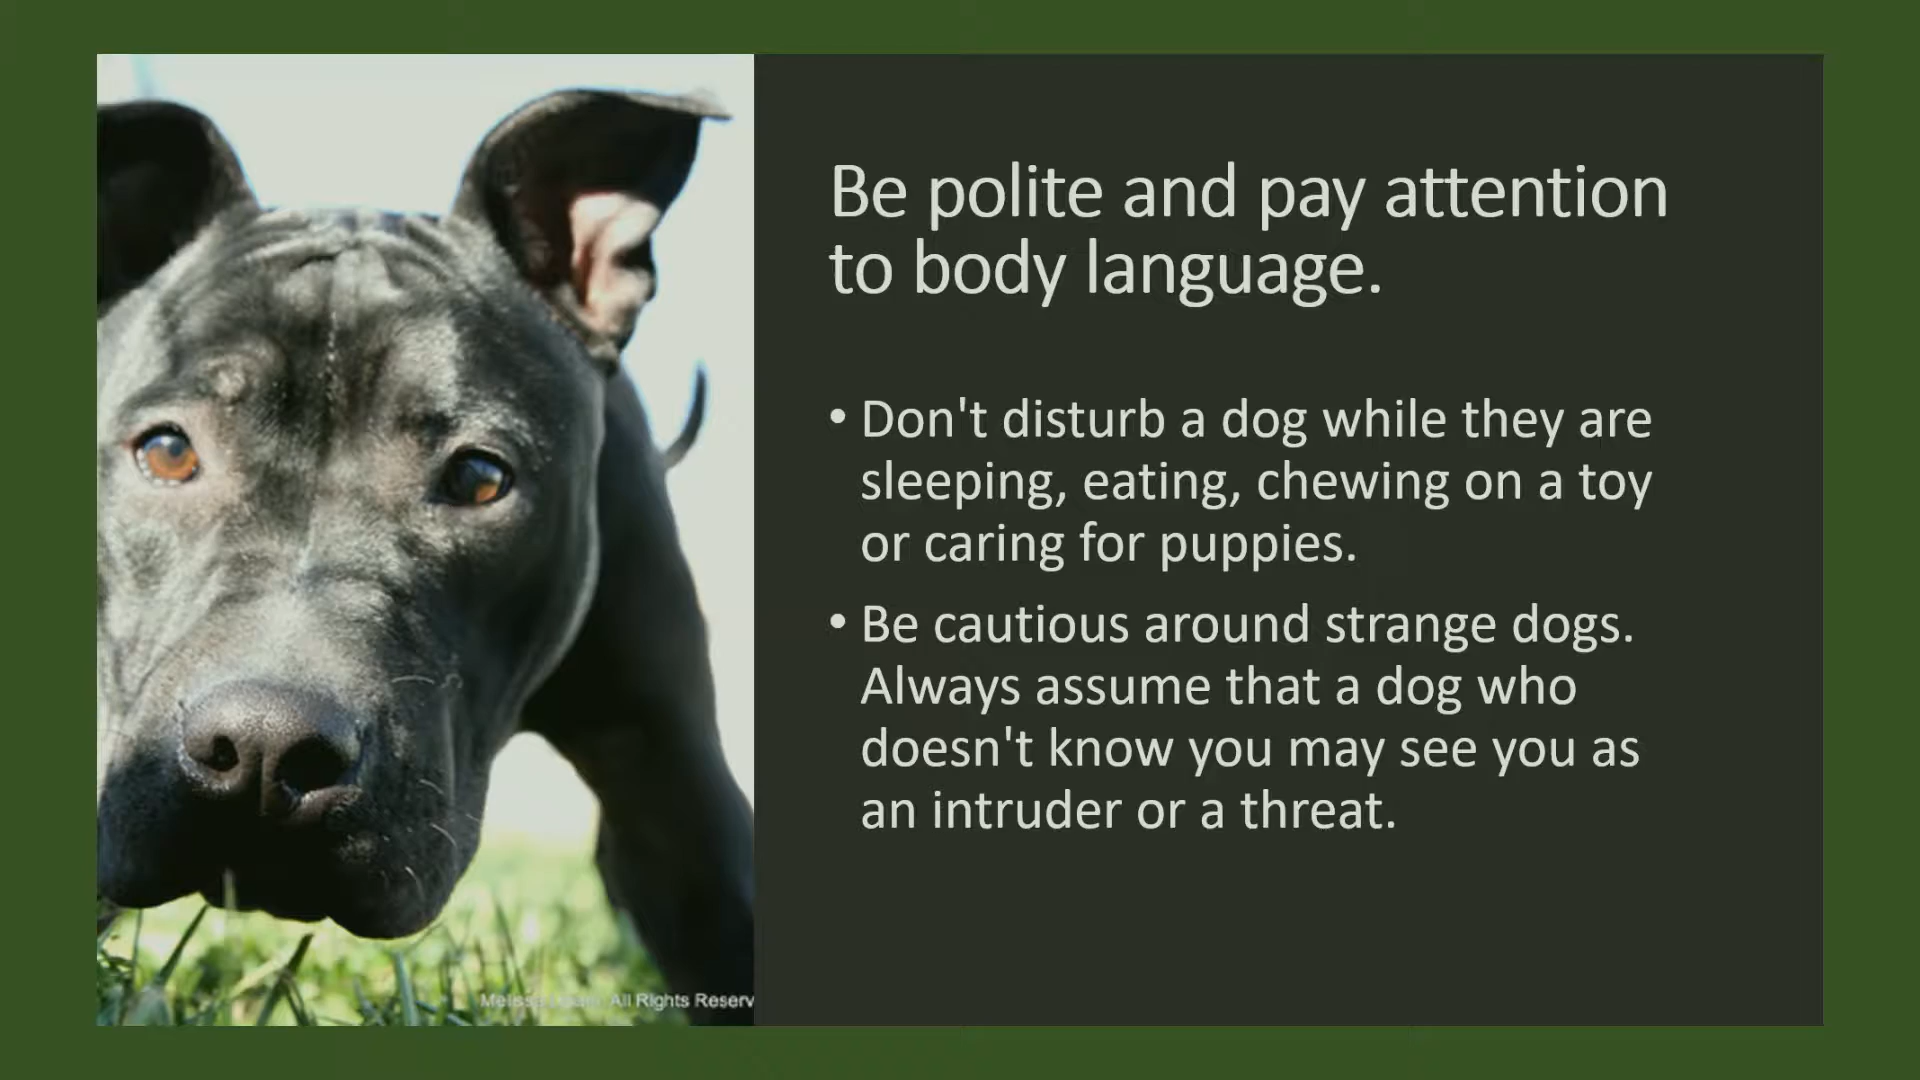 Be polite and pay attention
to body language.
• Don't disturb a dog while they are
sleeping, eating, chewing on a toy
or caring for puppies.
• Be cautious around strange dogs.
Always assume that a dog who
doesn't know you may see you as
an intruder or a threat.
All Rights Reserv